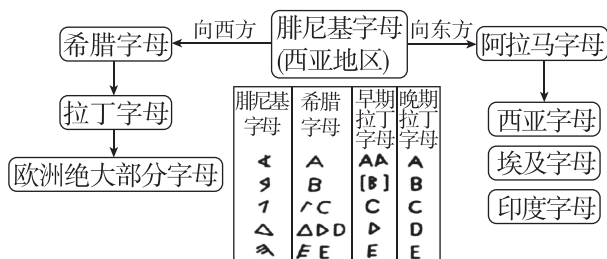 希腊字母
向西方
腓尼基字母
(西亚地区)
向东方
阿拉马字母
拉丁字母
欧洲绝大部分字母
西亚字母
埃及字母
印度字母
腓尼基
字母
希腊
字母
早期
拉丁
字母
晚期
拉丁
字母
A AA A
B [B] B
C C C
Δ Δ D D
E E E